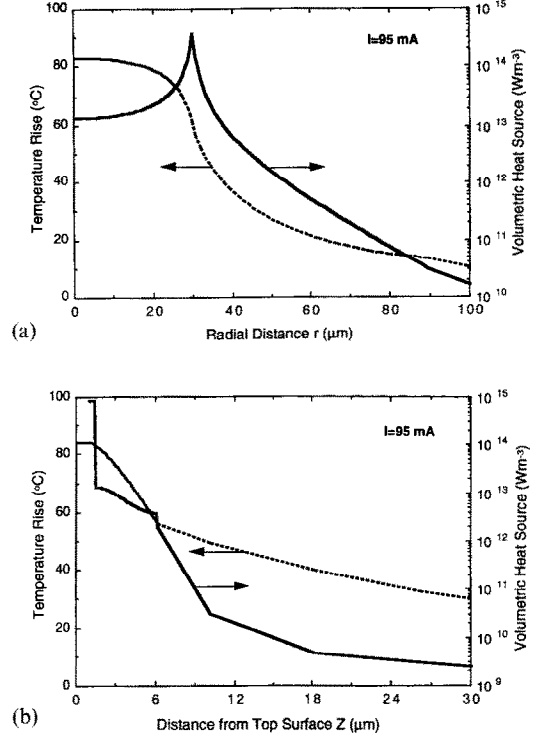 I=95 mA
Temperature Rise (oC)
100
80
60
40
20
0
10 15
10 14
10 13
10 12
10 11
10 10
Volumetric Heat Source (Wm-3)
0 20 40 60 80 100
Radial Distance r (µm)
(a)
I=95 mA
Temperature Rise (oC)
100
80
60
40
20
0
10 15
10 14
10 13
10 12
10 11
10 10
10 9
Volumetric Heat Source (Wm-3)
0 6 12 18 24 30
Distance from Top Surface Z (µm)
(b)